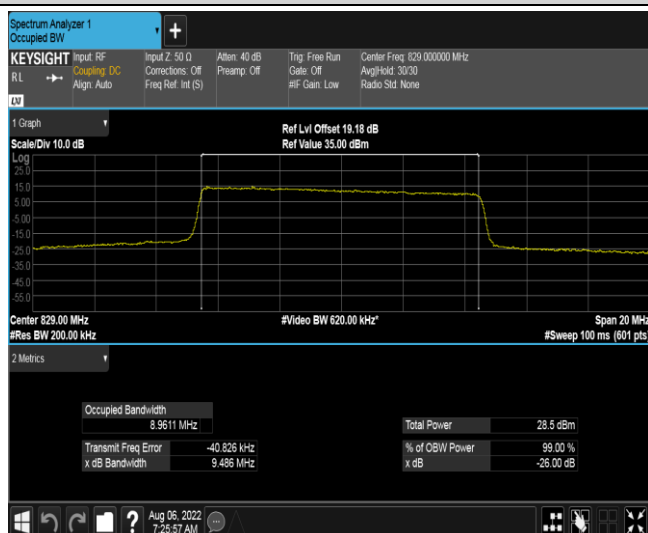 Spectrum Analyzer 1
Occupied BW
+
KEYSIGHT
R L
LXI
Input: RF
Coupling: DC
Align: Auto
Input Z: 50 Ω
Corrections: Off
Freq Ref: Int (S)
Atten: 40 dB
Preamp: Off
Trig: Free Run
Gate: Off
#IF Gain: Low
Center Freq: 829.000000 MHz
Avg|Hold: 30/30
Radio Std: None
1 Graph
Scale/Div 10.0 dB
Ref Lvl Offset 19.18 dB
Ref Value 35.00 dBm
Log
25.0
15.0
5.00
-5.00
-15.0
-25.0
-35.0
-45.0
-55.0
Center 829.00 MHz
#Res BW 200.00 kHz
#Video BW 620.00 kHz*
Span 20 MHz
#Sweep 100 ms (601 pts)
2 Metrics
Occupied Bandwidth
8.9611 MHz
Transmit Freq Error -40.826 kHz
x dB Bandwidth 9.486 MHz
Total Power 28.5 dBm
% of OBW Power 99.00 %
x dB -26.00 dB
?
Aug 06, 2022
7:25:57 AM